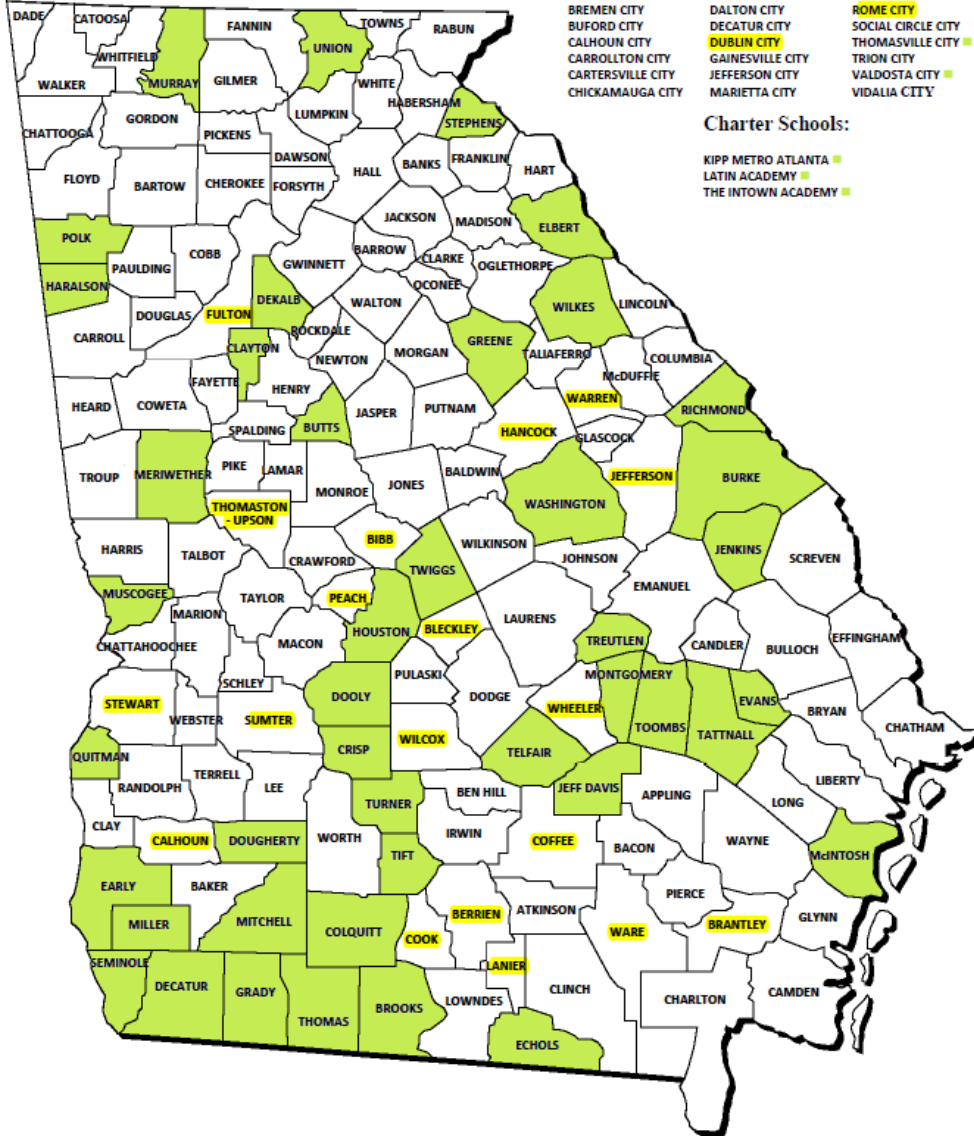 BREMEN CITY DALTON CITY ROME CITY
BUFORD CITY DECATUR CITY SOCIAL CIRCLE CITY
CALHOUN CITY DUBLIN CITY THOMASVILLE CITY
CARROLLTON CITY GAINESVILLE CITY TRION CITY
CARTERSVILLE CITY JEFFERSON CITY VALDOSTA CITY
CHICKAMAUGA CITY MARIETTA CITY VIDALIA CITY
Charter Schools:
KIPP METRO ATLANTA
LATIN ACADEMY
THE INTOWN ACADEMY
DADE
CATOOSA
FANNIN
TOWNS
RABUN
UNION
WHITFIELD
MURRAY
GILMER
WALKER
WHITE
HABERSHAM
LUMPKIN
STEPHENS
CHATTOOGA
GORDON
PICKENS
DAWSON
BANKS
FRANKLIN
HART
HALL
FLOYD
BARTOW
CHEROKEE
FORSYTH
JACKSON
MADISON
ELBERT
POLK
PAULDING
COBB
GWINNETT
BARROW
CLARKE
OCONEE
OGLETHORPE
HARALSON
DOUGLAS
FULTON
DEKALB
WALTON
WILKES
LINCOLN
CARROLL
ROCKDALE
CLAYTON
NEWTON
MORGAN
GREENE
TALIAFERRO
COLUMBIA
McDUFFIE
FAYETTE
HENRY
HEARD
COWETA
SPALDING
BUTTS
JASPER
PUTNAM
WARREN
RICHMOND
HANCOCK
GLASCOCK
TROUP
MERIWETHER
PIKE
LAMAR
MONROE
JONES
BALDWIN
JEFFERSON
BURKE
WASHINGTON
THOMASTON
- UPSON
BIBB
WILKINSON
JOHNSON
JENKINS
SCREVEN
HARRIS
TALBOT
CRAWFORD
TWIGGS
EMANUEL
MUSCOGEE
TAYLOR
PEACH
LAURENS
MARION
HOUSTON
BLECKLEY
TREUTLEN
CANDLER
BULLOCH
EFFINGHAM
CHATTAHOOCHEE
MACON
SCHLEY
DOOLY
PULASKI
DODGE
MONTGOMERY
STEWART
WEBSTER
SUMTER
WILCOX
WHEELER
TOOMBS
TATTNALL
EVANS
BRYAN
CHATHAM
QUITMAN
CRISP
TELFAIR
RANDOLPH
TERRELL
LEE
TURNER
BEN HILL
JEFF DAVIS
APPLING
LIBERTY
LONG
CLAY
CALHOUN
DOUGHERTY
WORTH
IRWIN
COFFEE
BACON
WAYNE
TIFT
McINTOSH
EARLY
BAKER
PIERCE
MILLER
MITCHELL
COLQUITT
BERRIEN
ATKINSON
COOK
WARE
BRANTLEY
GLYNN
SEMINOLE
DECATUR
GRADY
LANIER
THOMAS
BROOKS
LOWNDES
CLINCH
CHARLTON
CAMDEN
ECHOLS